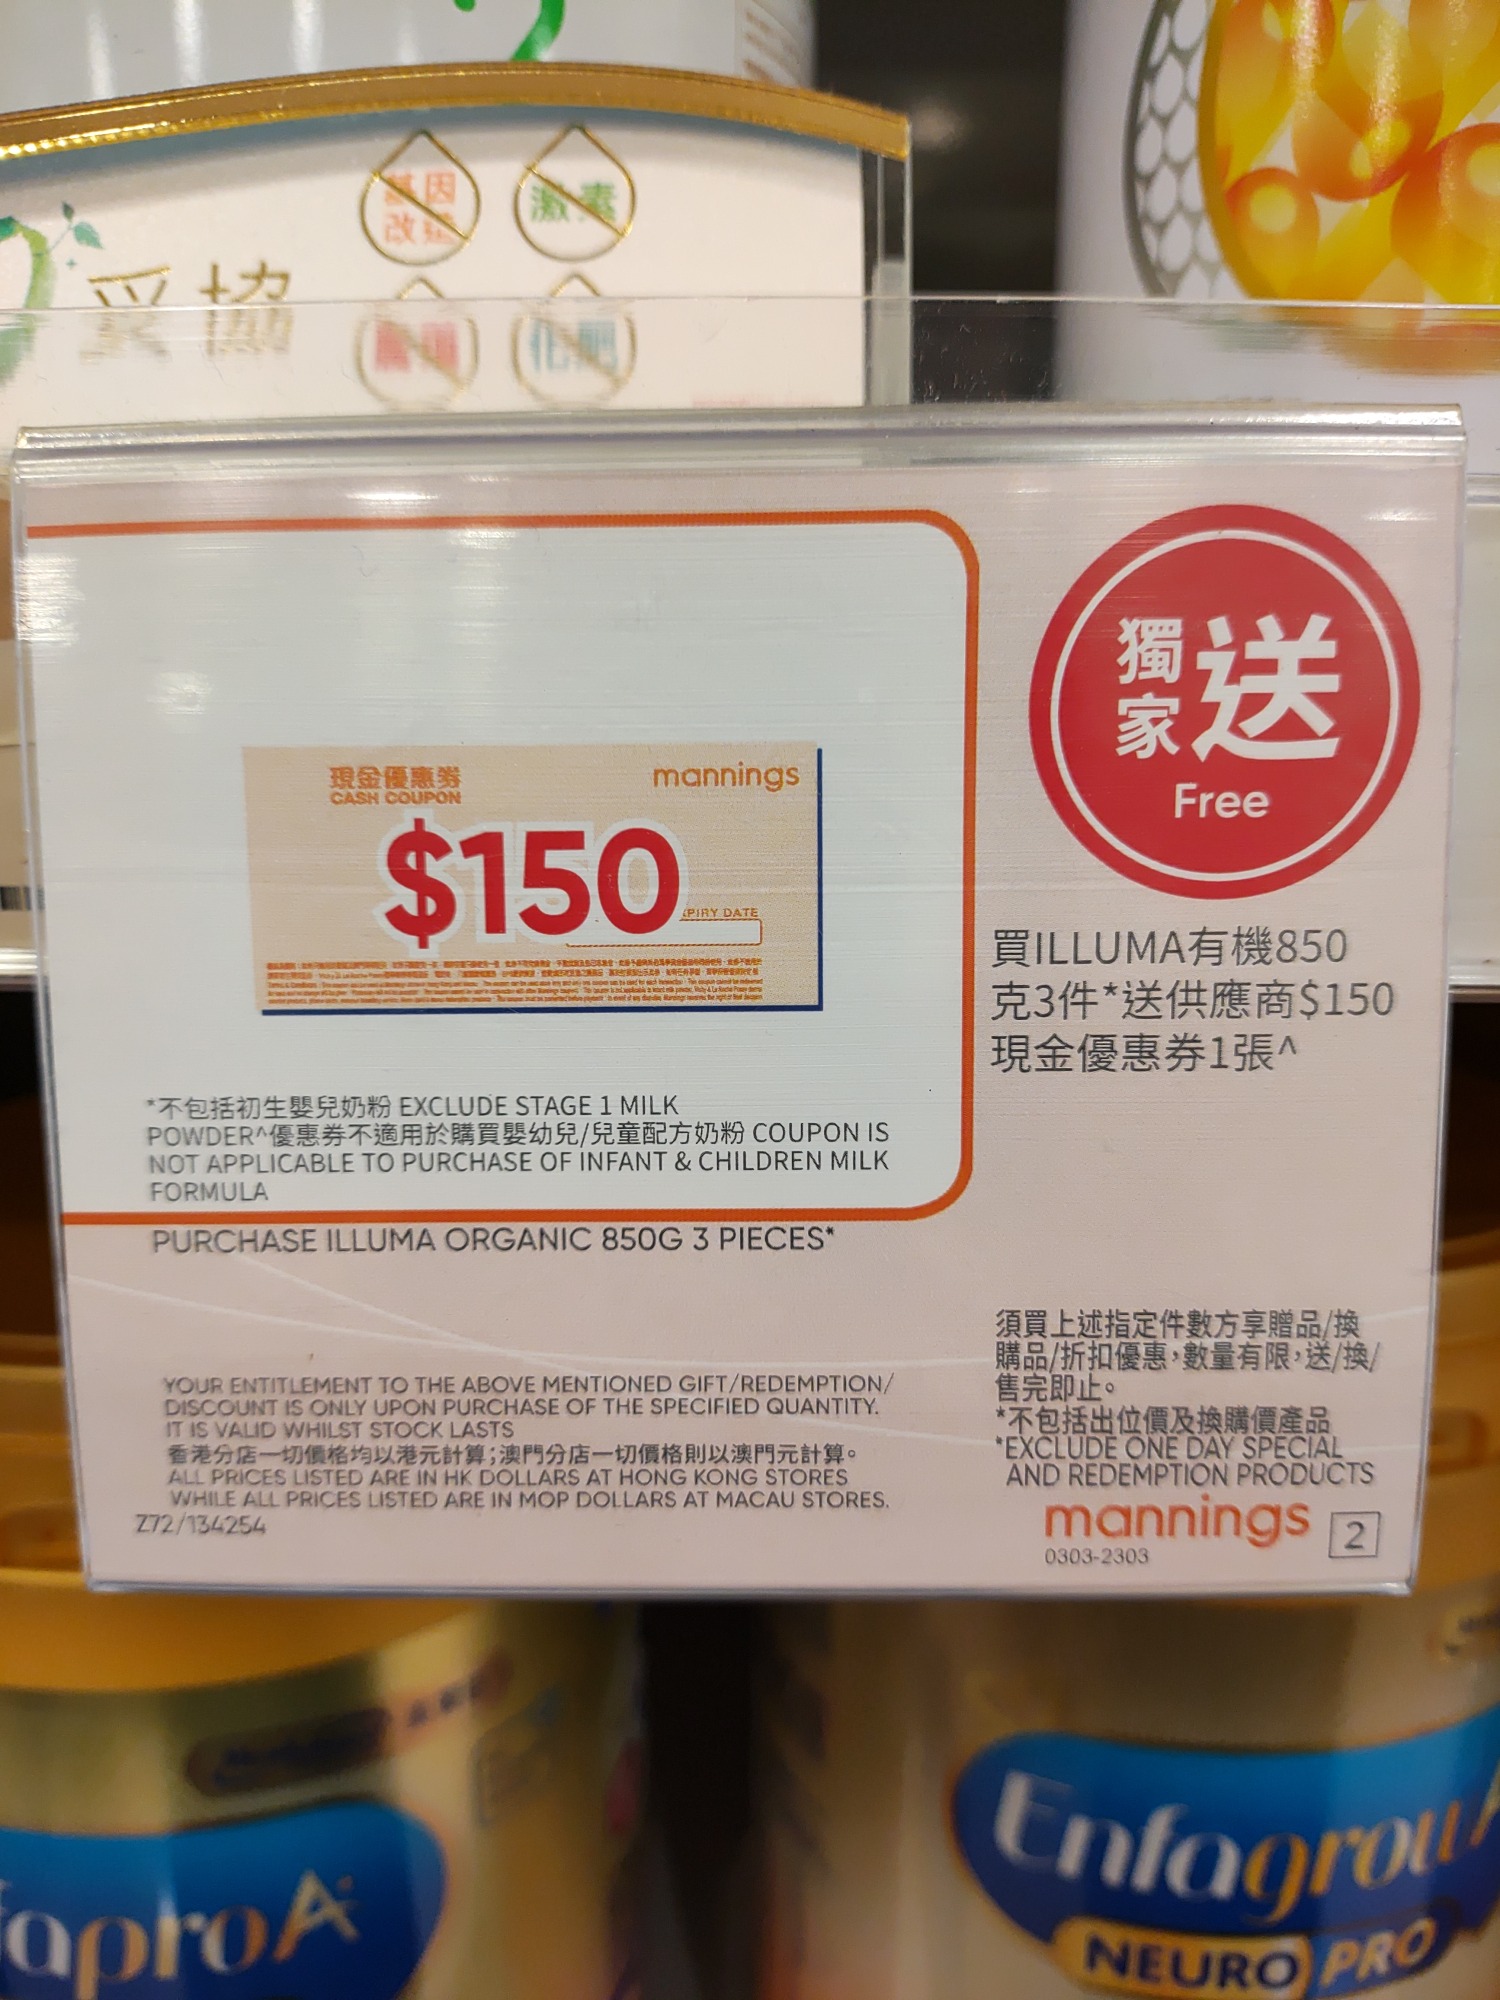 基因
改造
激素
妥協
化肥
獨家送
Free
現金優惠券
CASH COUPON
mannings
$150
PIRY DATE
買ILLUMA有機850
克3件*送供應商$150
現金優惠券1張^
*不包括初生嬰兒奶粉 EXCLUDE STAGE 1 MILK
POWDER^優惠券不適用於購買嬰幼兒/兒童配方奶粉 COUPON IS
NOT APPLICABLE TO PURCHASE OF INFANT & CHILDREN MILK
FORMULA
PURCHASE ILLUMA ORGANIC 850G 3 PIECES*
YOUR ENTITLEMENT TO THE ABOVE MENTIONED GIFT/REDEMPTION/
DISCOUNT IS ONLY UPON PURCHASE OF THE SPECIFIED QUANTITY.
IT IS VALID WHILST STOCK LASTS
香港分店一切價格均以港元計算;澳門分店一切價格則以澳門元計算。
ALL PRICES LISTED ARE IN HK DOLLARS AT HONG KONG STORES
WHILE ALL PRICES LISTED ARE IN MOP DOLLARS AT MACAU STORES.
Z72/134254
須買上述指定件數方享贈品/換
購品/折扣優惠,數量有限,送/換/
售完即止。
*不包括出位價及換購價產品
*EXCLUDE ONE DAY SPECIAL
AND REDEMPTION PRODUCTS
mannings
2
0303-2303
aproA+
Enfagrow A
NEURO PRO